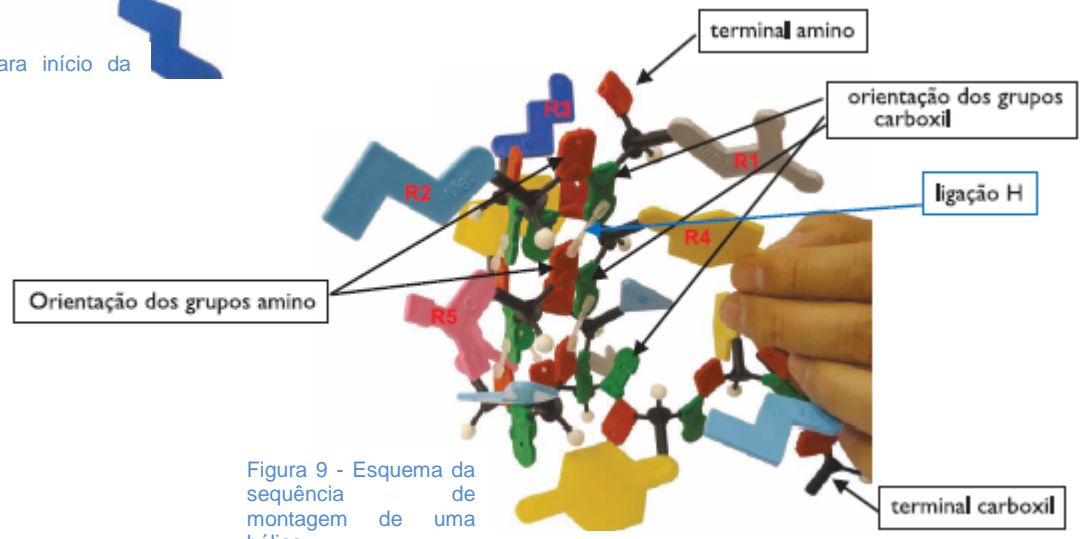 ara início da
terminal amino
orientação dos grupos
carboxil
ligação H
R3
R1
R2
Met
R4
Orientação dos grupos amino
R5
Figura 9 - Esquema da
sequência de
montagem de uma
terminal carboxil